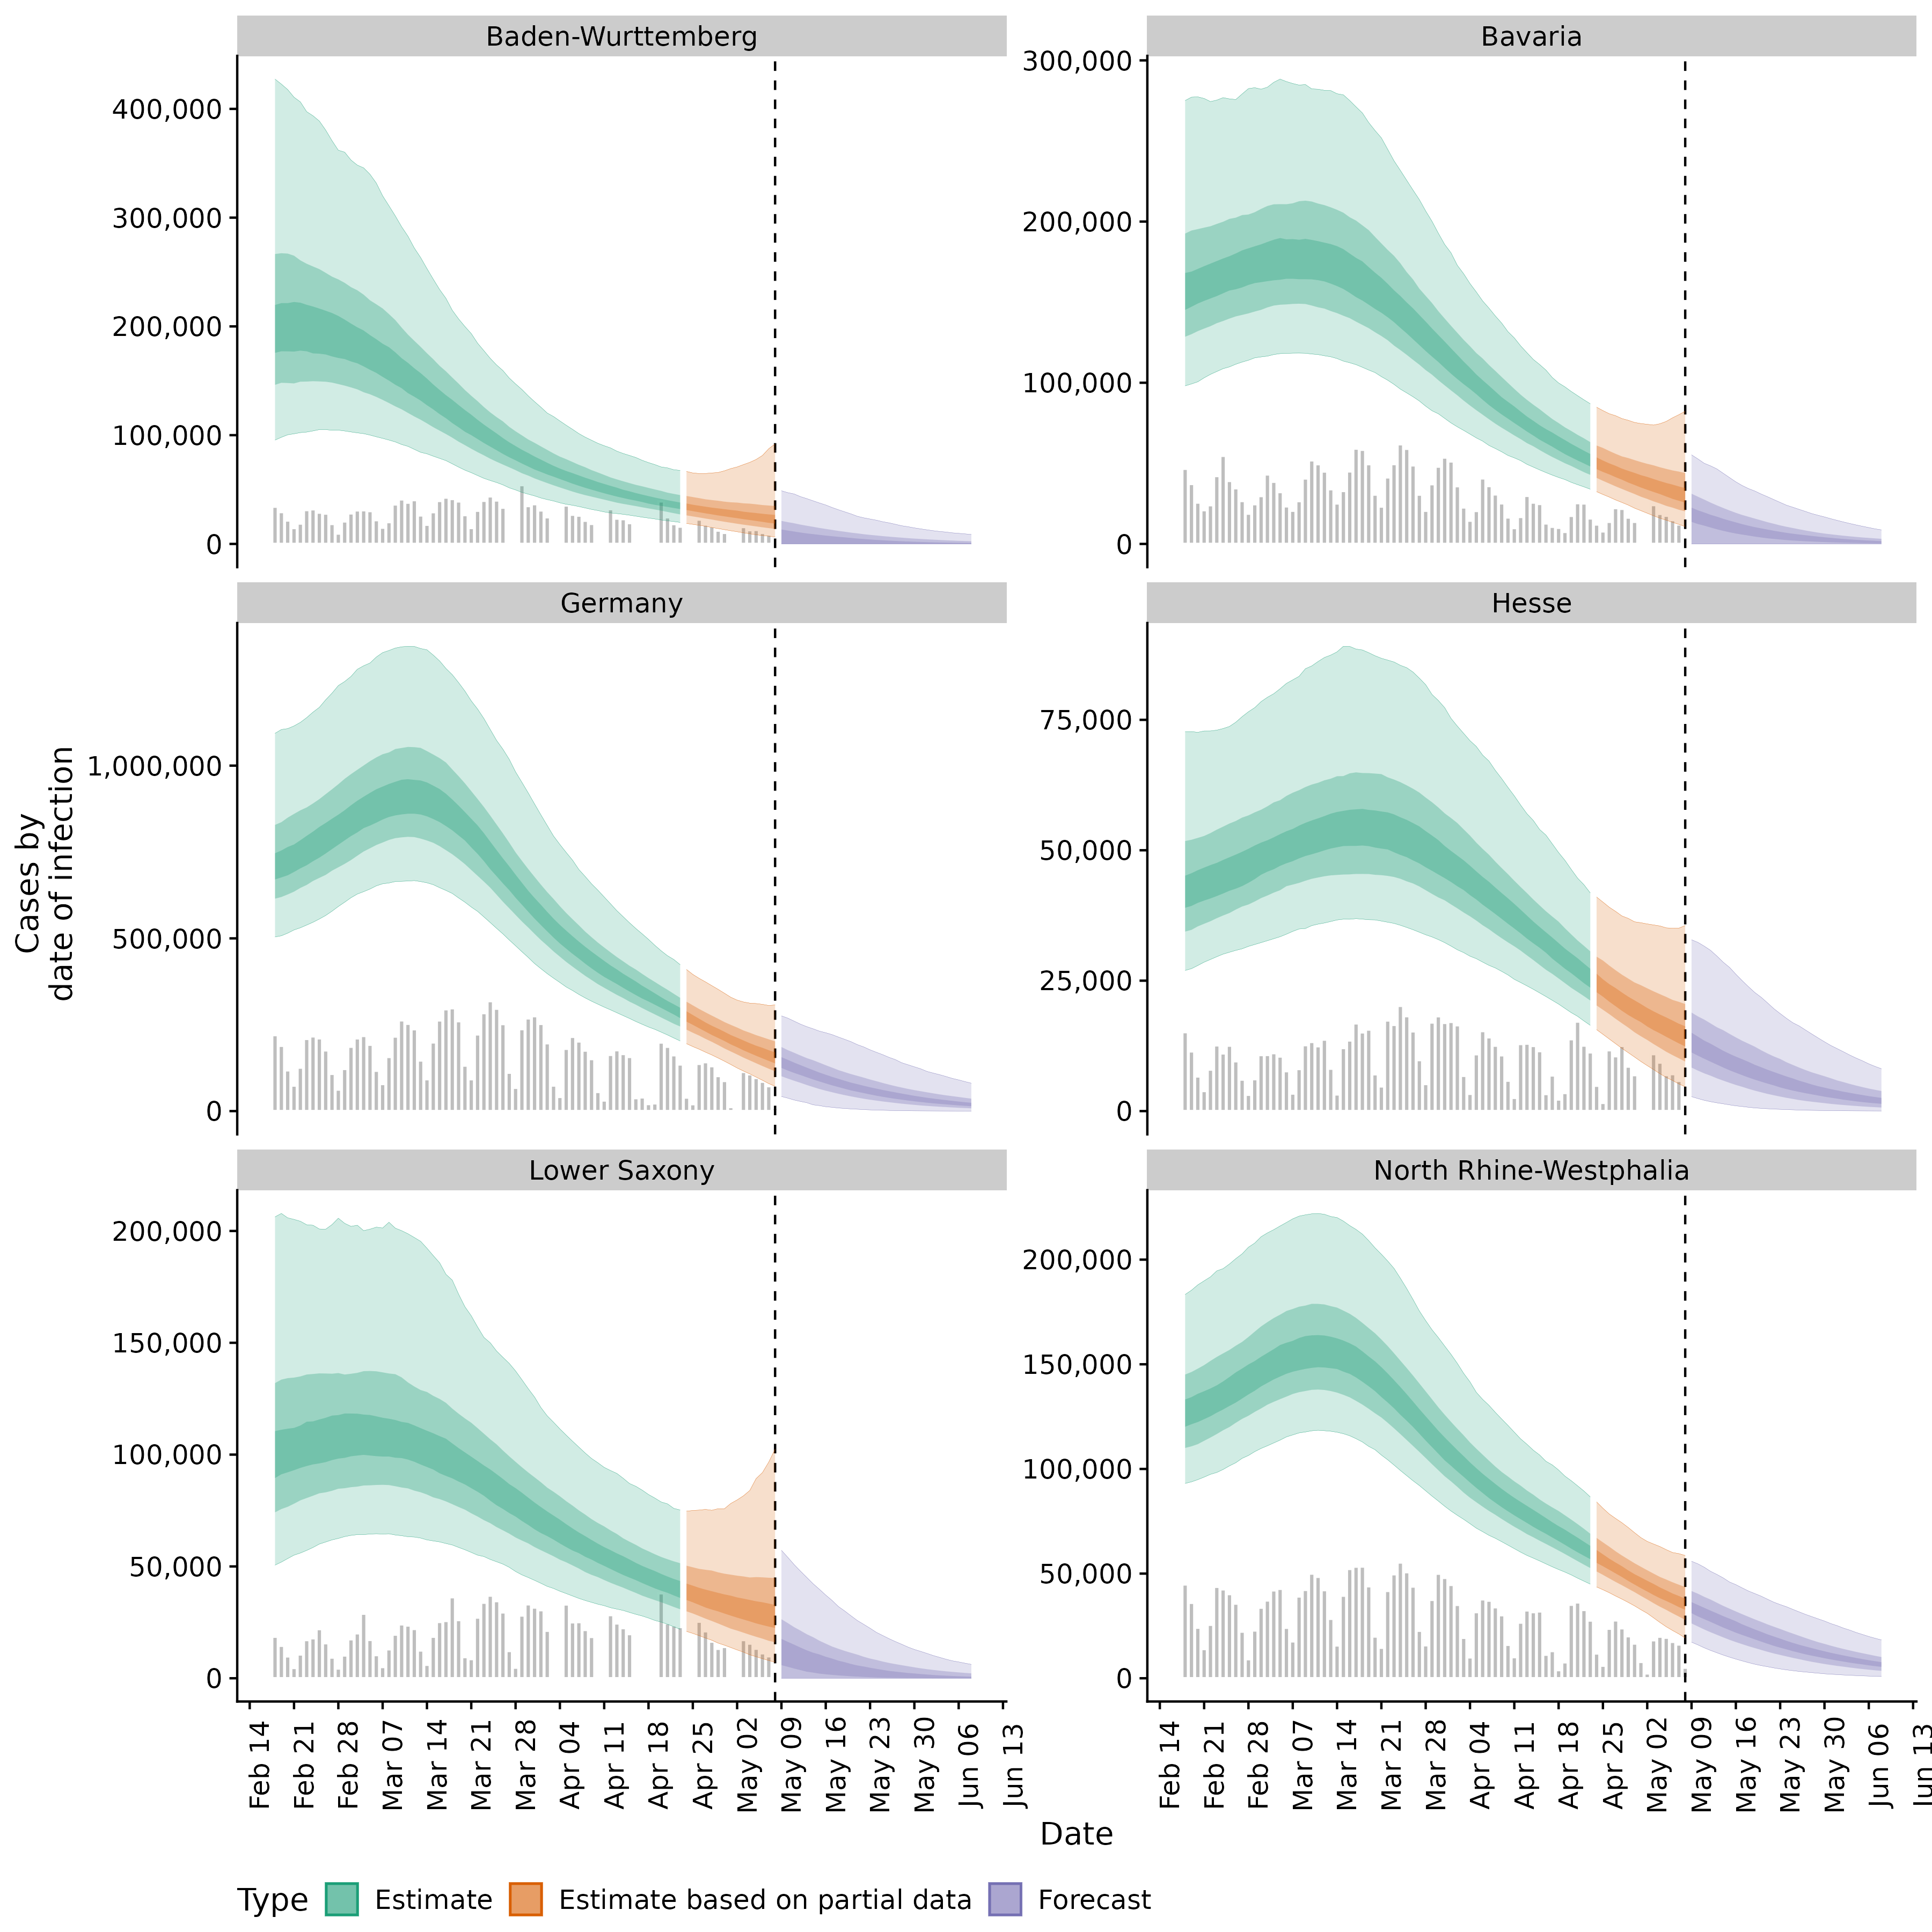 Baden-Wurttemberg
Bavaria
400,000
300,000
200,000
100,000
0
300,000
200,000
100,000
0
Germany
Hesse
1,000,000
500,000
0
75,000
50,000
25,000
0
Lower Saxony
North Rhine-Westphalia
200,000
150,000
100,000
50,000
0
200,000
150,000
100,000
50,000
0
Cases by
date of infection
Feb 14
Feb 21
Feb 28
Mar 07
Mar 14
Mar 21
Mar 28
Apr 04
Apr 11
Apr 18
Apr 25
May 02
May 09
May 16
May 23
May 30
Jun 06
Jun 13
Feb 14
Feb 21
Feb 28
Mar 07
Mar 14
Mar 21
Mar 28
Apr 04
Apr 11
Apr 18
Apr 25
May 02
May 09
May 16
May 23
May 30
Jun 06
Jun 13
Date
Type Estimate Estimate based on partial data Forecast